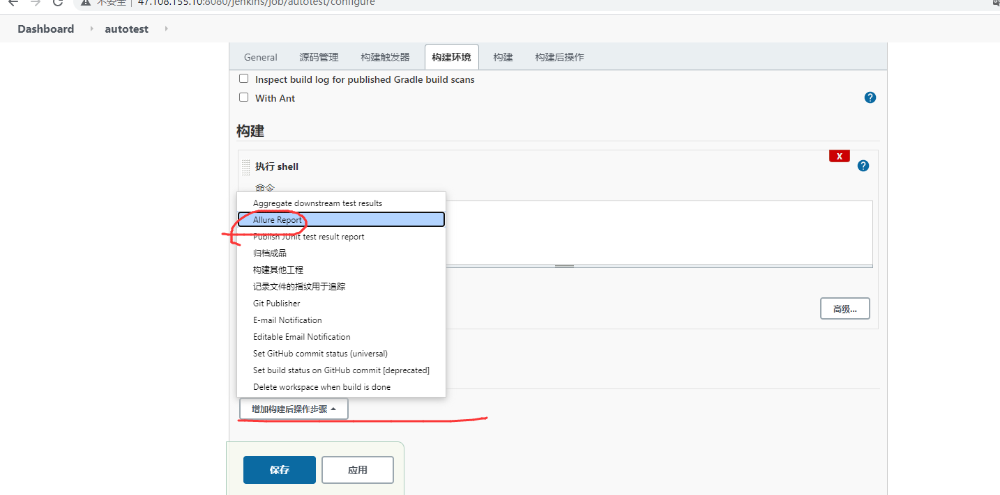 不安全 | 47.108.155.10:8080/jenkins/job/autotest/configure
Dashboard autotest
General 源码管理 构建触发器 构建环境 构建 构建后操作
Inspect build log for published Gradle build scans
With Ant
?
构建
X
执行 shell
?
命令
Aggregate downstream test results
Allure Report
Publish JUnit test result report
归档成品
构建其他工程
记录文件的指纹用于追踪
Git Publisher
高级...
E-mail Notification
Editable Email Notification
Set GitHub commit status (universal)
Set build status on GitHub commit [deprecated]
Delete workspace when build is done
增加构建后操作步骤
保存 应用